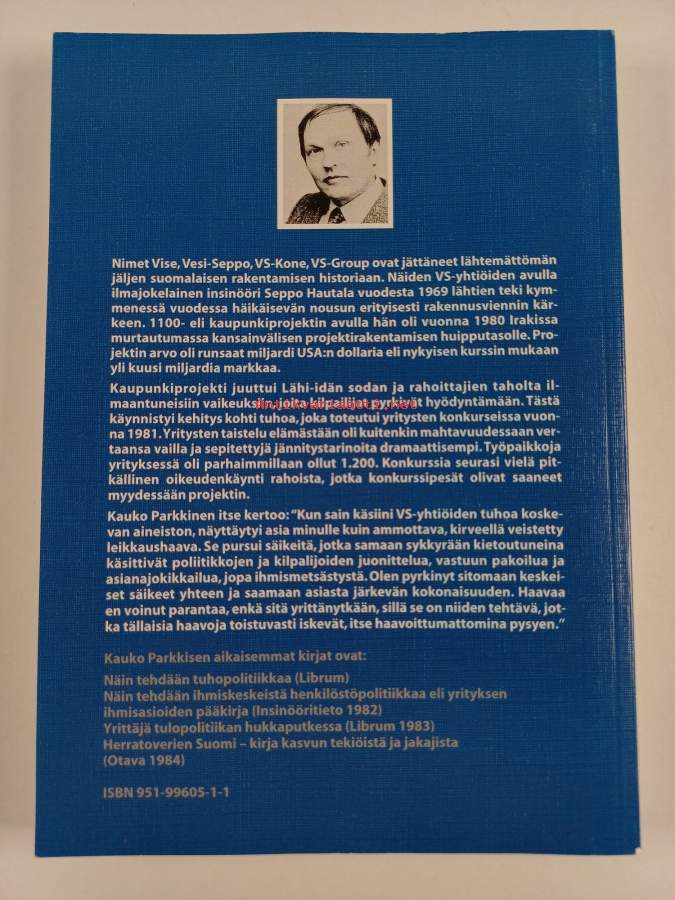 Nimet Vise, Vesi-Seppo, VS-Kone, VS-Group ovat jättäneet lähtemättömän
jäljen suomalaisen rakentamisen historiaan. Näiden VS-yhtiöiden avulla
ilmajokelainen insinööri Seppo Hautala vuodesta 1969 lähtien teki kym-
menessä vuodessa häikäisevän nousun erityisesti rakennusviennin kär-
keen. 1100- eli kaupunkiprojektin avulla hän oli vuonna 1980 Irakissa
murtautumassa kansainvälisen projektirakentamisen huipputasolle. Pro-
jektin arvo oli runsaat miljardi USA:n dollaria eli nykyisen kurssin mukaan
yli kuusi miljardia markkaa.
Kaupunkiprojekti juuttui Lähi-idän sodan ja rahoittajien taholta il-
maantuneisiin vaikeuksiin, joita kilpailijat pyrkivät hyödyntämään. Tästä
käynnistyi kehitys kohti tuhoa, joka toteutui yritysten konkurseissa vuon-
na 1981. Yritysten taistelu elämästään oli kuitenkin mahtavuudessaan ver-
taansa vailla ja sepitettyjä jännitystarinoita dramaattisempi. Työpaikkoja
yrityksessä oli parhaimmillaan ollut 1.200. Konkurssia seurasi vielä pit-
källinen oikeudenkäynti rahoista, jotka konkurssipesät olivat saaneet
myydessään projektin.
Kauko Parkkinen itse kertoo: "Kun sain käsiini VS-yhtiöiden tuhoa koske-
van aineiston, näyttäytyi asia minulle kuin ammottava, kirveellä veistetty
leikkaushaava. Se pursui säikeitä, jotka samaan sykkyrään kietoutuneina
käsittivät poliitikkojen ja kilpalijoiden juonittelua, vastuun pakoilua ja
asianajokikkailua, jopa ihmismetsästystä. Olen pyrkinyt sitomaan keskei-
set säikeet yhteen ja saamaan asiasta järkevän kokonaisuuden. Haavaa
en voinut parantaa, enkä sitä yrittänytkään, sillä se on niiden tehtävä, jot-
ka tällaisia haavoja toistuvasti iskevät, itse haavoittumattomina pysyen."
Kauko Parkkisen aikaisemmat kirjat ovat:
Näin tehdään tuhopolitiikkaa (Librum)
Näin tehdään ihmiskeskeistä henkilöstöpolitiikkaa eli yrityksen
ihmisasioiden pääkirja (Insinööritieto 1982)
Yrittäjä tulopolitiikan hukkaputkessa (Librum 1983)
Herratoverien Suomi – kirja kasvun tekiöistä ja jakajista
(Otava 1984)
ISBN 951-99605-1-1